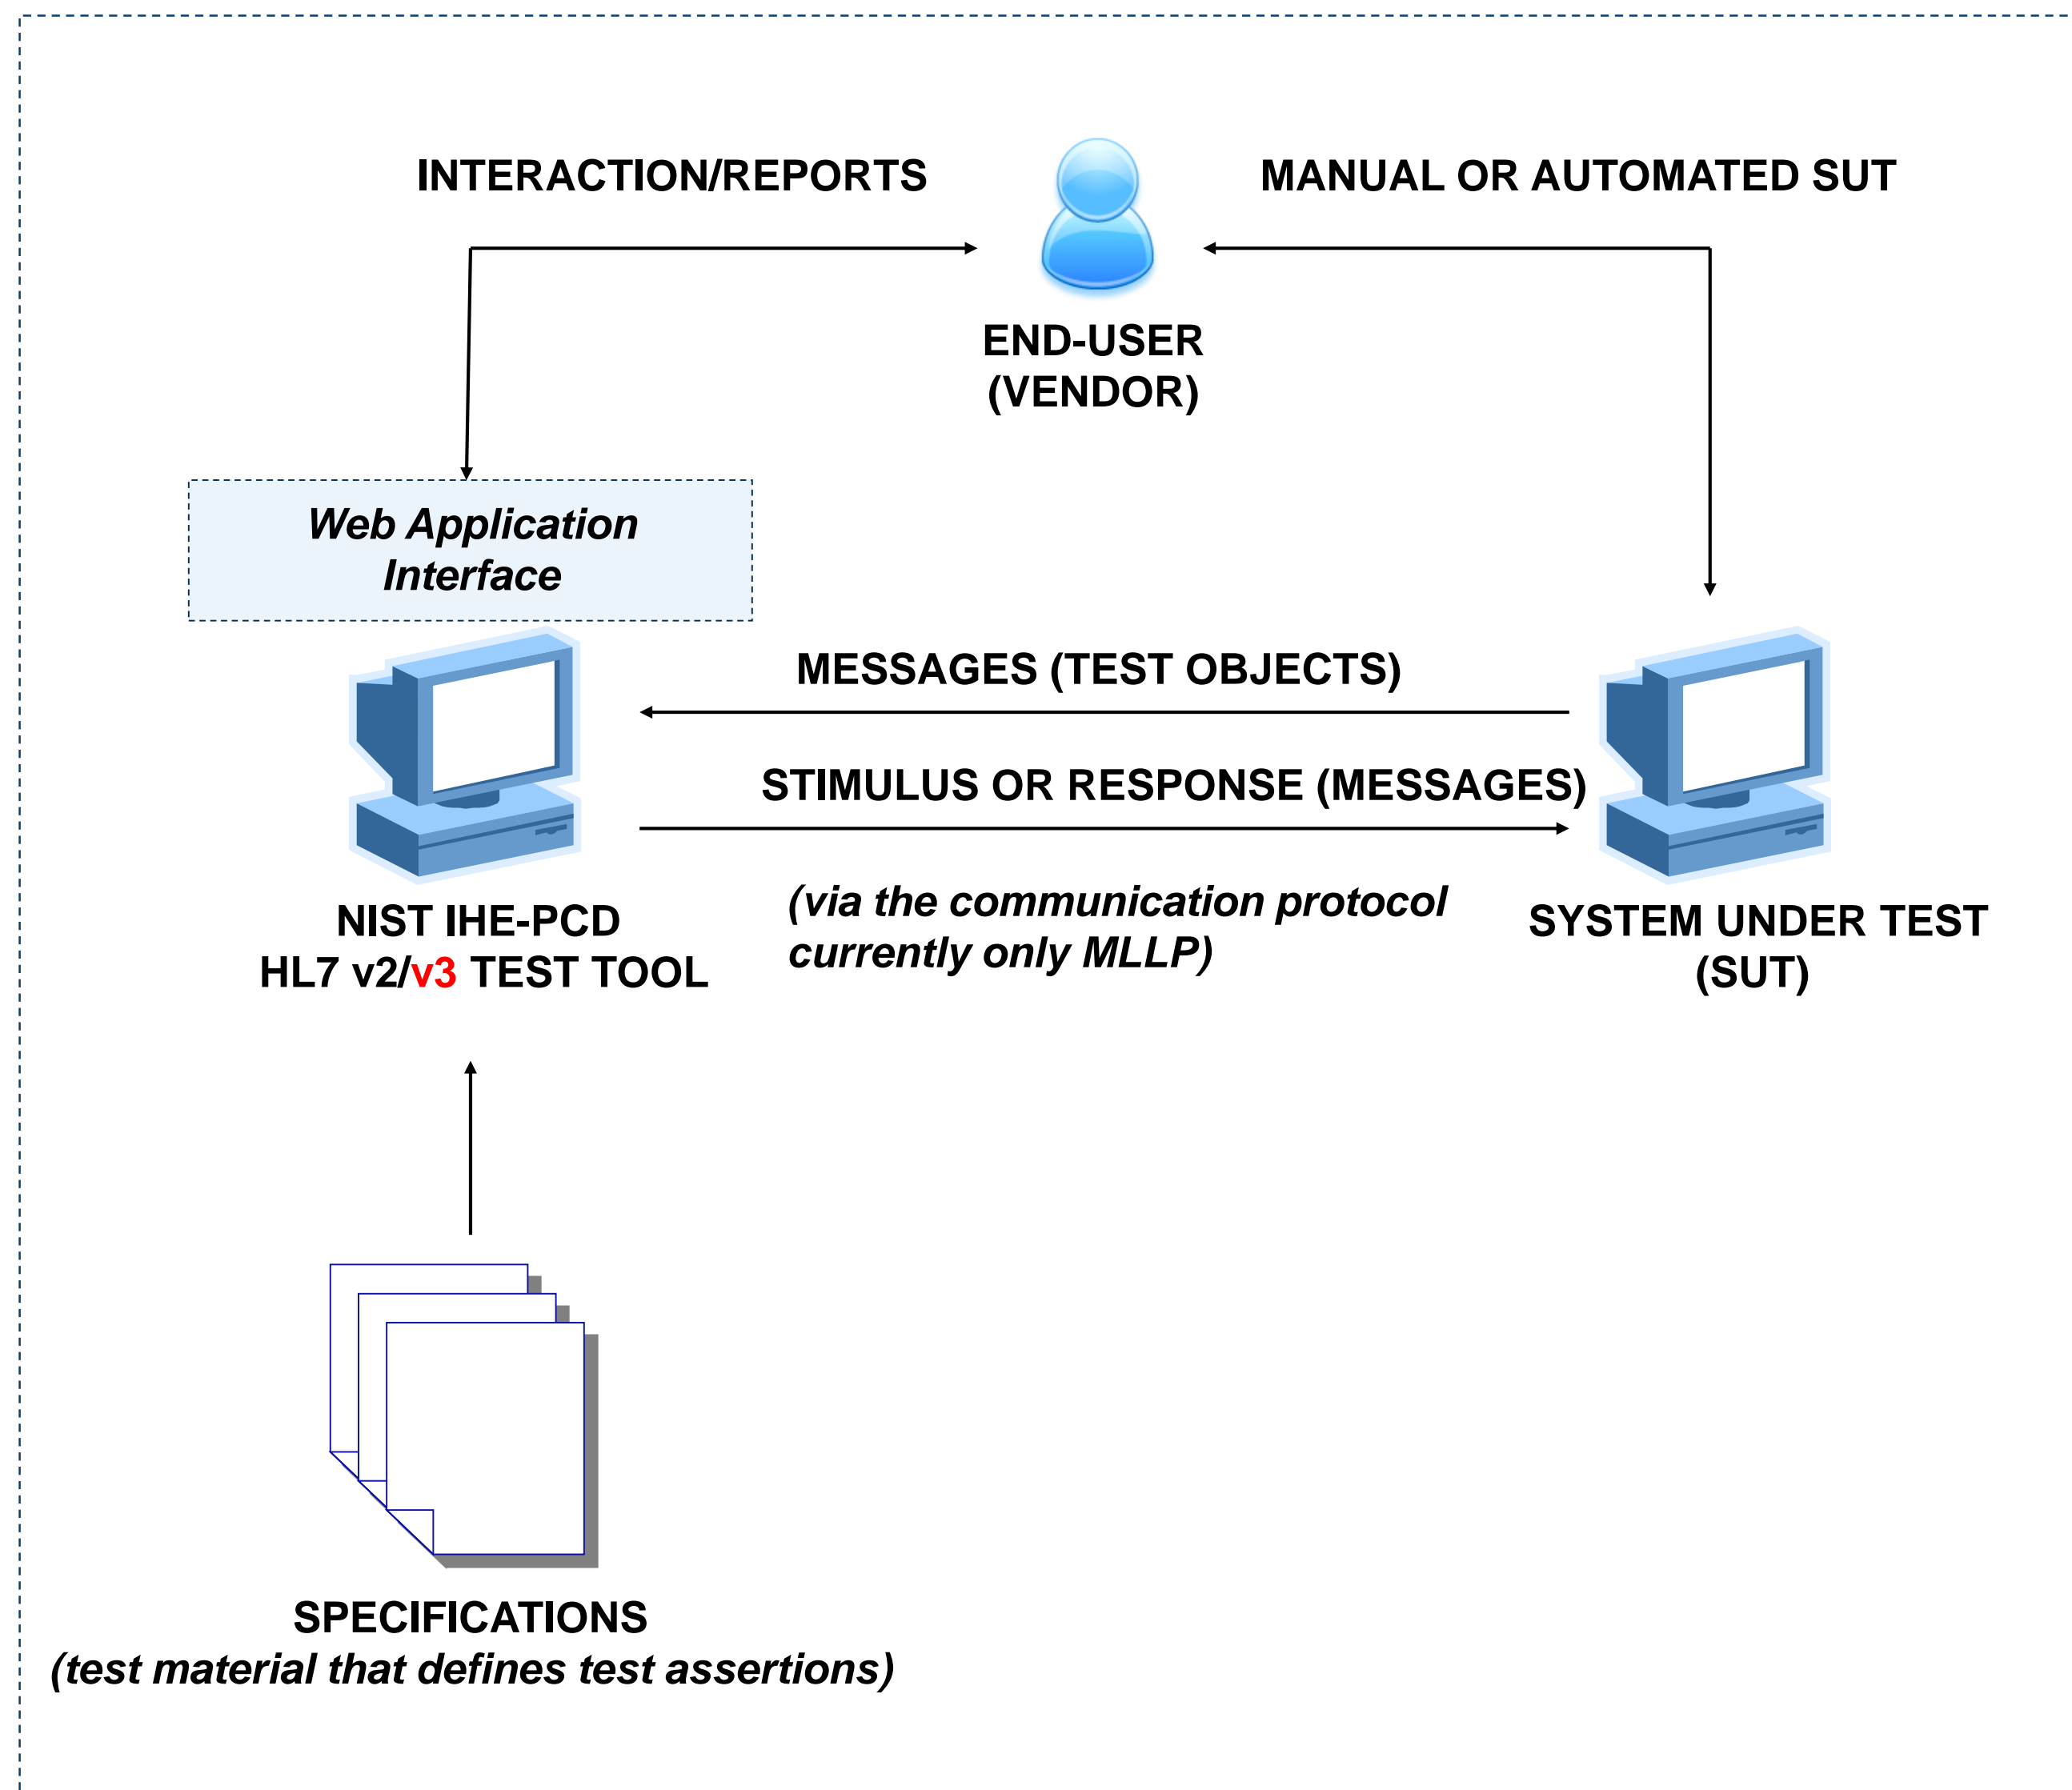 INTERACTION/REPORTS
MANUAL OR AUTOMATED SUT
END-USER
(VENDOR)
Web Application
Interface
MESSAGES (TEST OBJECTS)
STIMULUS OR RESPONSE (MESSAGES)
(via the communication protocol
currently only MLLP)
NIST IHE-PCD
HL7 v2/v3 TEST TOOL
SYSTEM UNDER TEST
(SUT)
SPECIFICATIONS
(test material that defines test assertions)